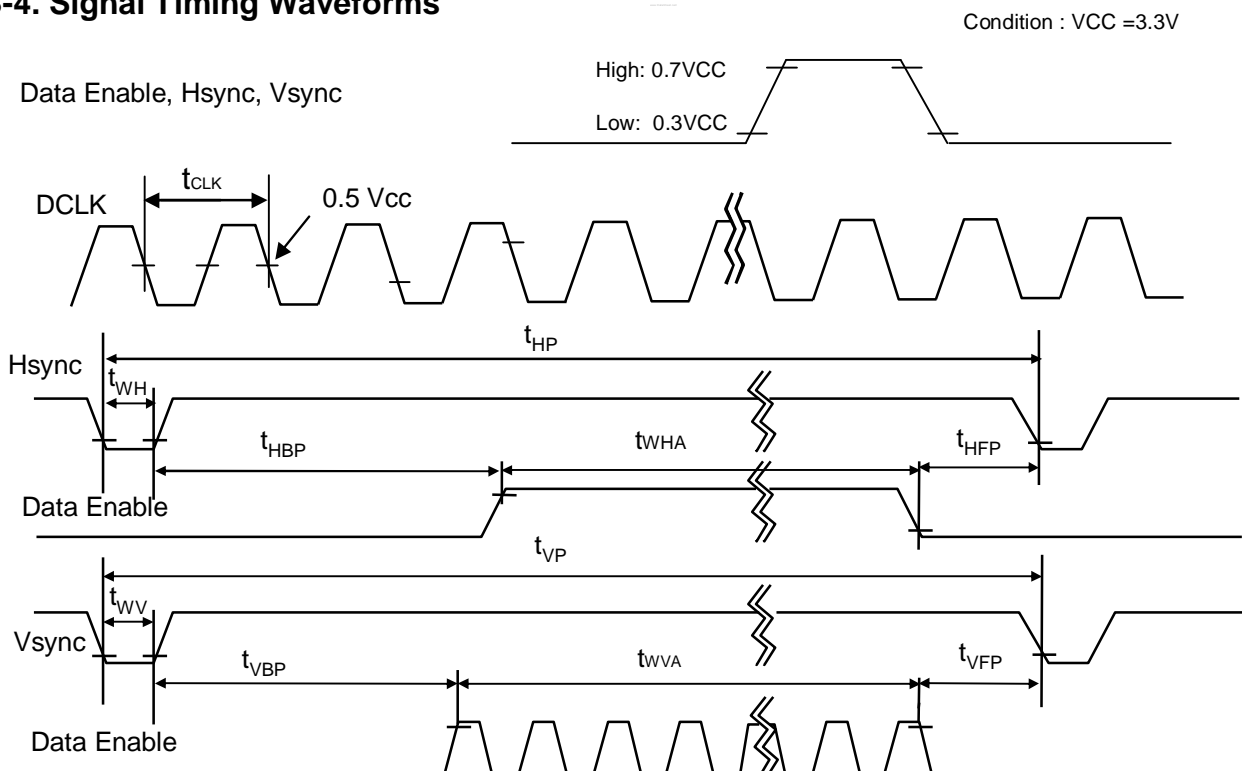 -4. Signal Timing Waveforms
Condition : VCC =3.3V
High: 0.7VCC
Data Enable, Hsync, Vsync
Low: 0.3VCC
tCLK
0.5 Vcc
DCLK
tHP
Hsync
tWH
tHBP
tWHA
tHFP
Data Enable
tVP
tWV
Vsync
tVBP
tWVA
tVFP
Data Enable